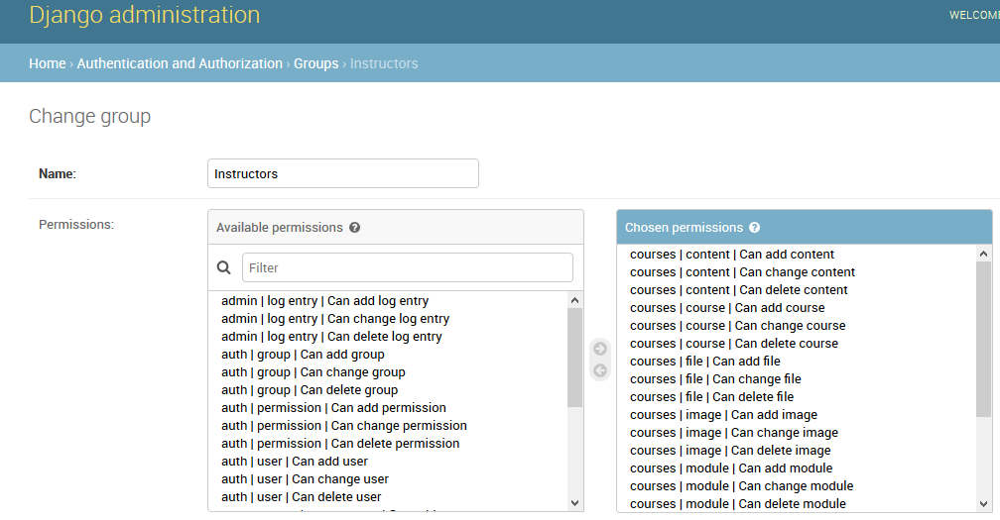 Django administration
WELCOME
Home › Authentication and Authorization › Groups › Instructors
Change group
Name:
Instructors
Permissions:
Available permissions ?
Filter
admin | log entry | Can add log entry
admin | log entry | Can change log entry
admin | log entry | Can delete log entry
auth | group | Can add group
auth | group | Can change group
auth | group | Can delete group
auth | permission | Can add permission
auth | permission | Can change permission
auth | permission | Can delete permission
auth | user | Can add user
auth | user | Can change user
auth | user | Can delete user
Chosen permissions ?
courses | content | Can add content
courses | content | Can change content
courses | content | Can delete content
courses | course | Can add course
courses | course | Can change course
courses | course | Can delete course
courses | file | Can add file
courses | file | Can change file
courses | file | Can delete file
courses | image | Can add image
courses | image | Can change image
courses | image | Can delete image
courses | module | Can add module
courses | module | Can change module
courses | module | Can delete module